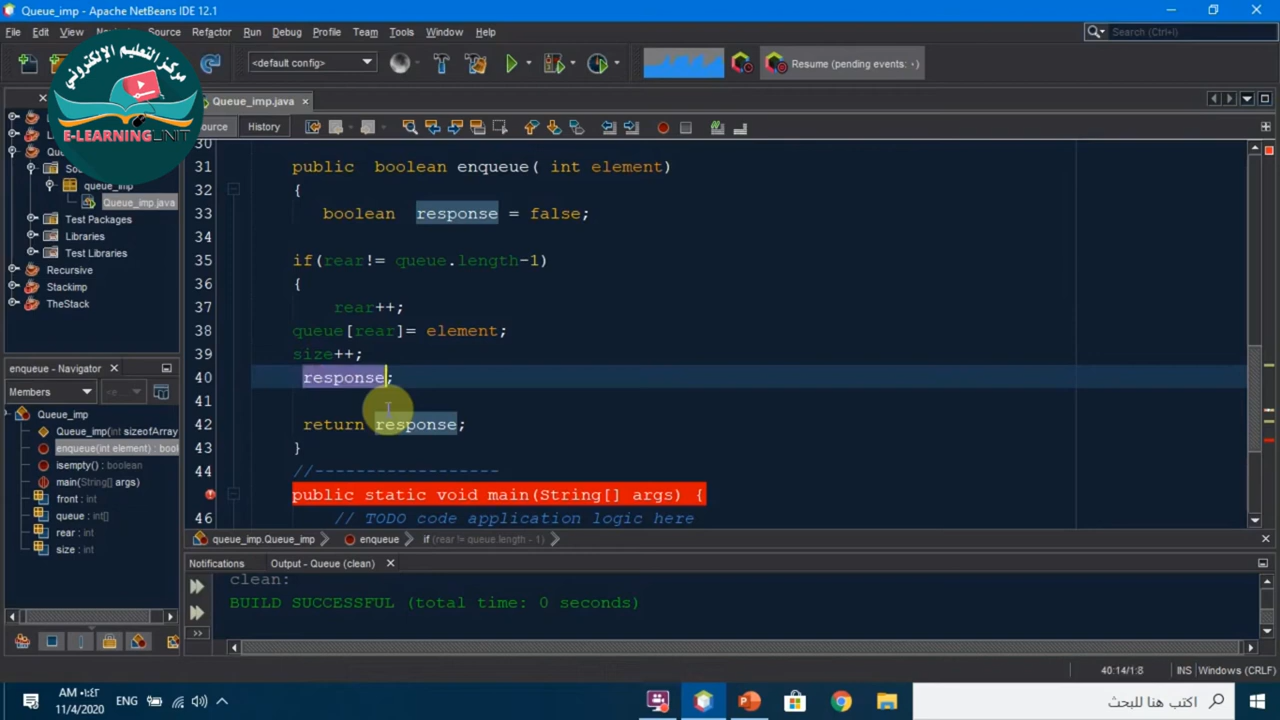 Queue_imp - Apache NetBeans IDE 12.1
File Edit View Source Refactor Run Debug Profile Team Tools Window Help
Search (Ctrl+I)
مركز التعليم الإلكتروني
E-LEARNING UNIT
<default config>
Resume (pending events: ٠)
Queue_imp.java
Source History
queue_imp
Queue_imp.java
Test Packages
Libraries
Test Libraries
Recursive
Stackimp
TheStack
30
31 public boolean enqueue( int element)
32 {
33 boolean response = false;
34
35 if(rear!= queue.length-1)
36 {
37 rear++;
38 queue[rear]= element;
39 size++;
40 response;
41
42 return response;
43 }
44 //------------------
public static void main(String[] args) {
46 // TODO code application logic here
enqueue - Navigator
Members
Queue_imp
Queue_imp(int sizeofArray
enqueue(int element) : bool
isempty() : boolean
main(String[] args)
front : int
queue : int[]
rear : int
size : int
queue_imp.Queue_imp enqueue if (rear != queue.length - 1)
Notifications Output - Queue (clean)
clean:
BUILD SUCCESSFUL (total time: 0 seconds)
40:14/1:8 INS Windows (CRLF)
AM ٠١:٤٢
11/4/2020
ENG
اكتب هنا للبحث